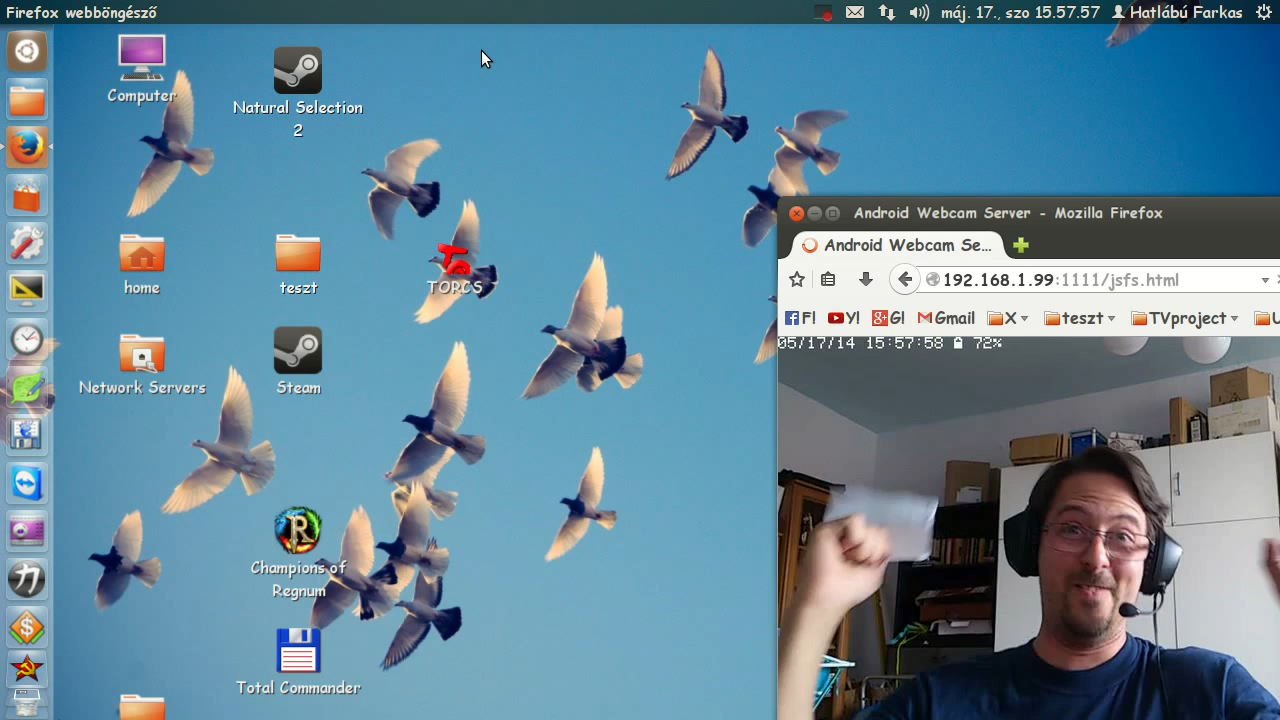 Firefox webböngésző
máj. 17., szo 15.57.57
Hatlábú Farkas
Computer
Natural Selection
2
home
teszt
TORCS
Network Servers
Steam
Champions of
Regnum
Total Commander
Android Webcam Server - Mozilla Firefox
Android Webcam Se...
192.168.1.99:1111/jsfs.html
F! Y! G! Gmail X teszt TVproject U
05/17/14 15:57:58 72%